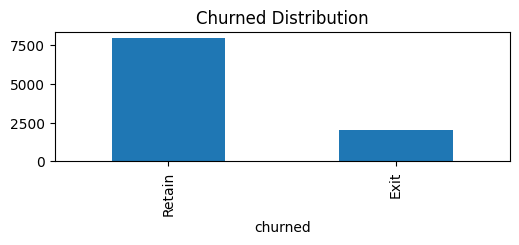 Churned Distribution
7500
5000
2500
0
Retain
Exit
churned